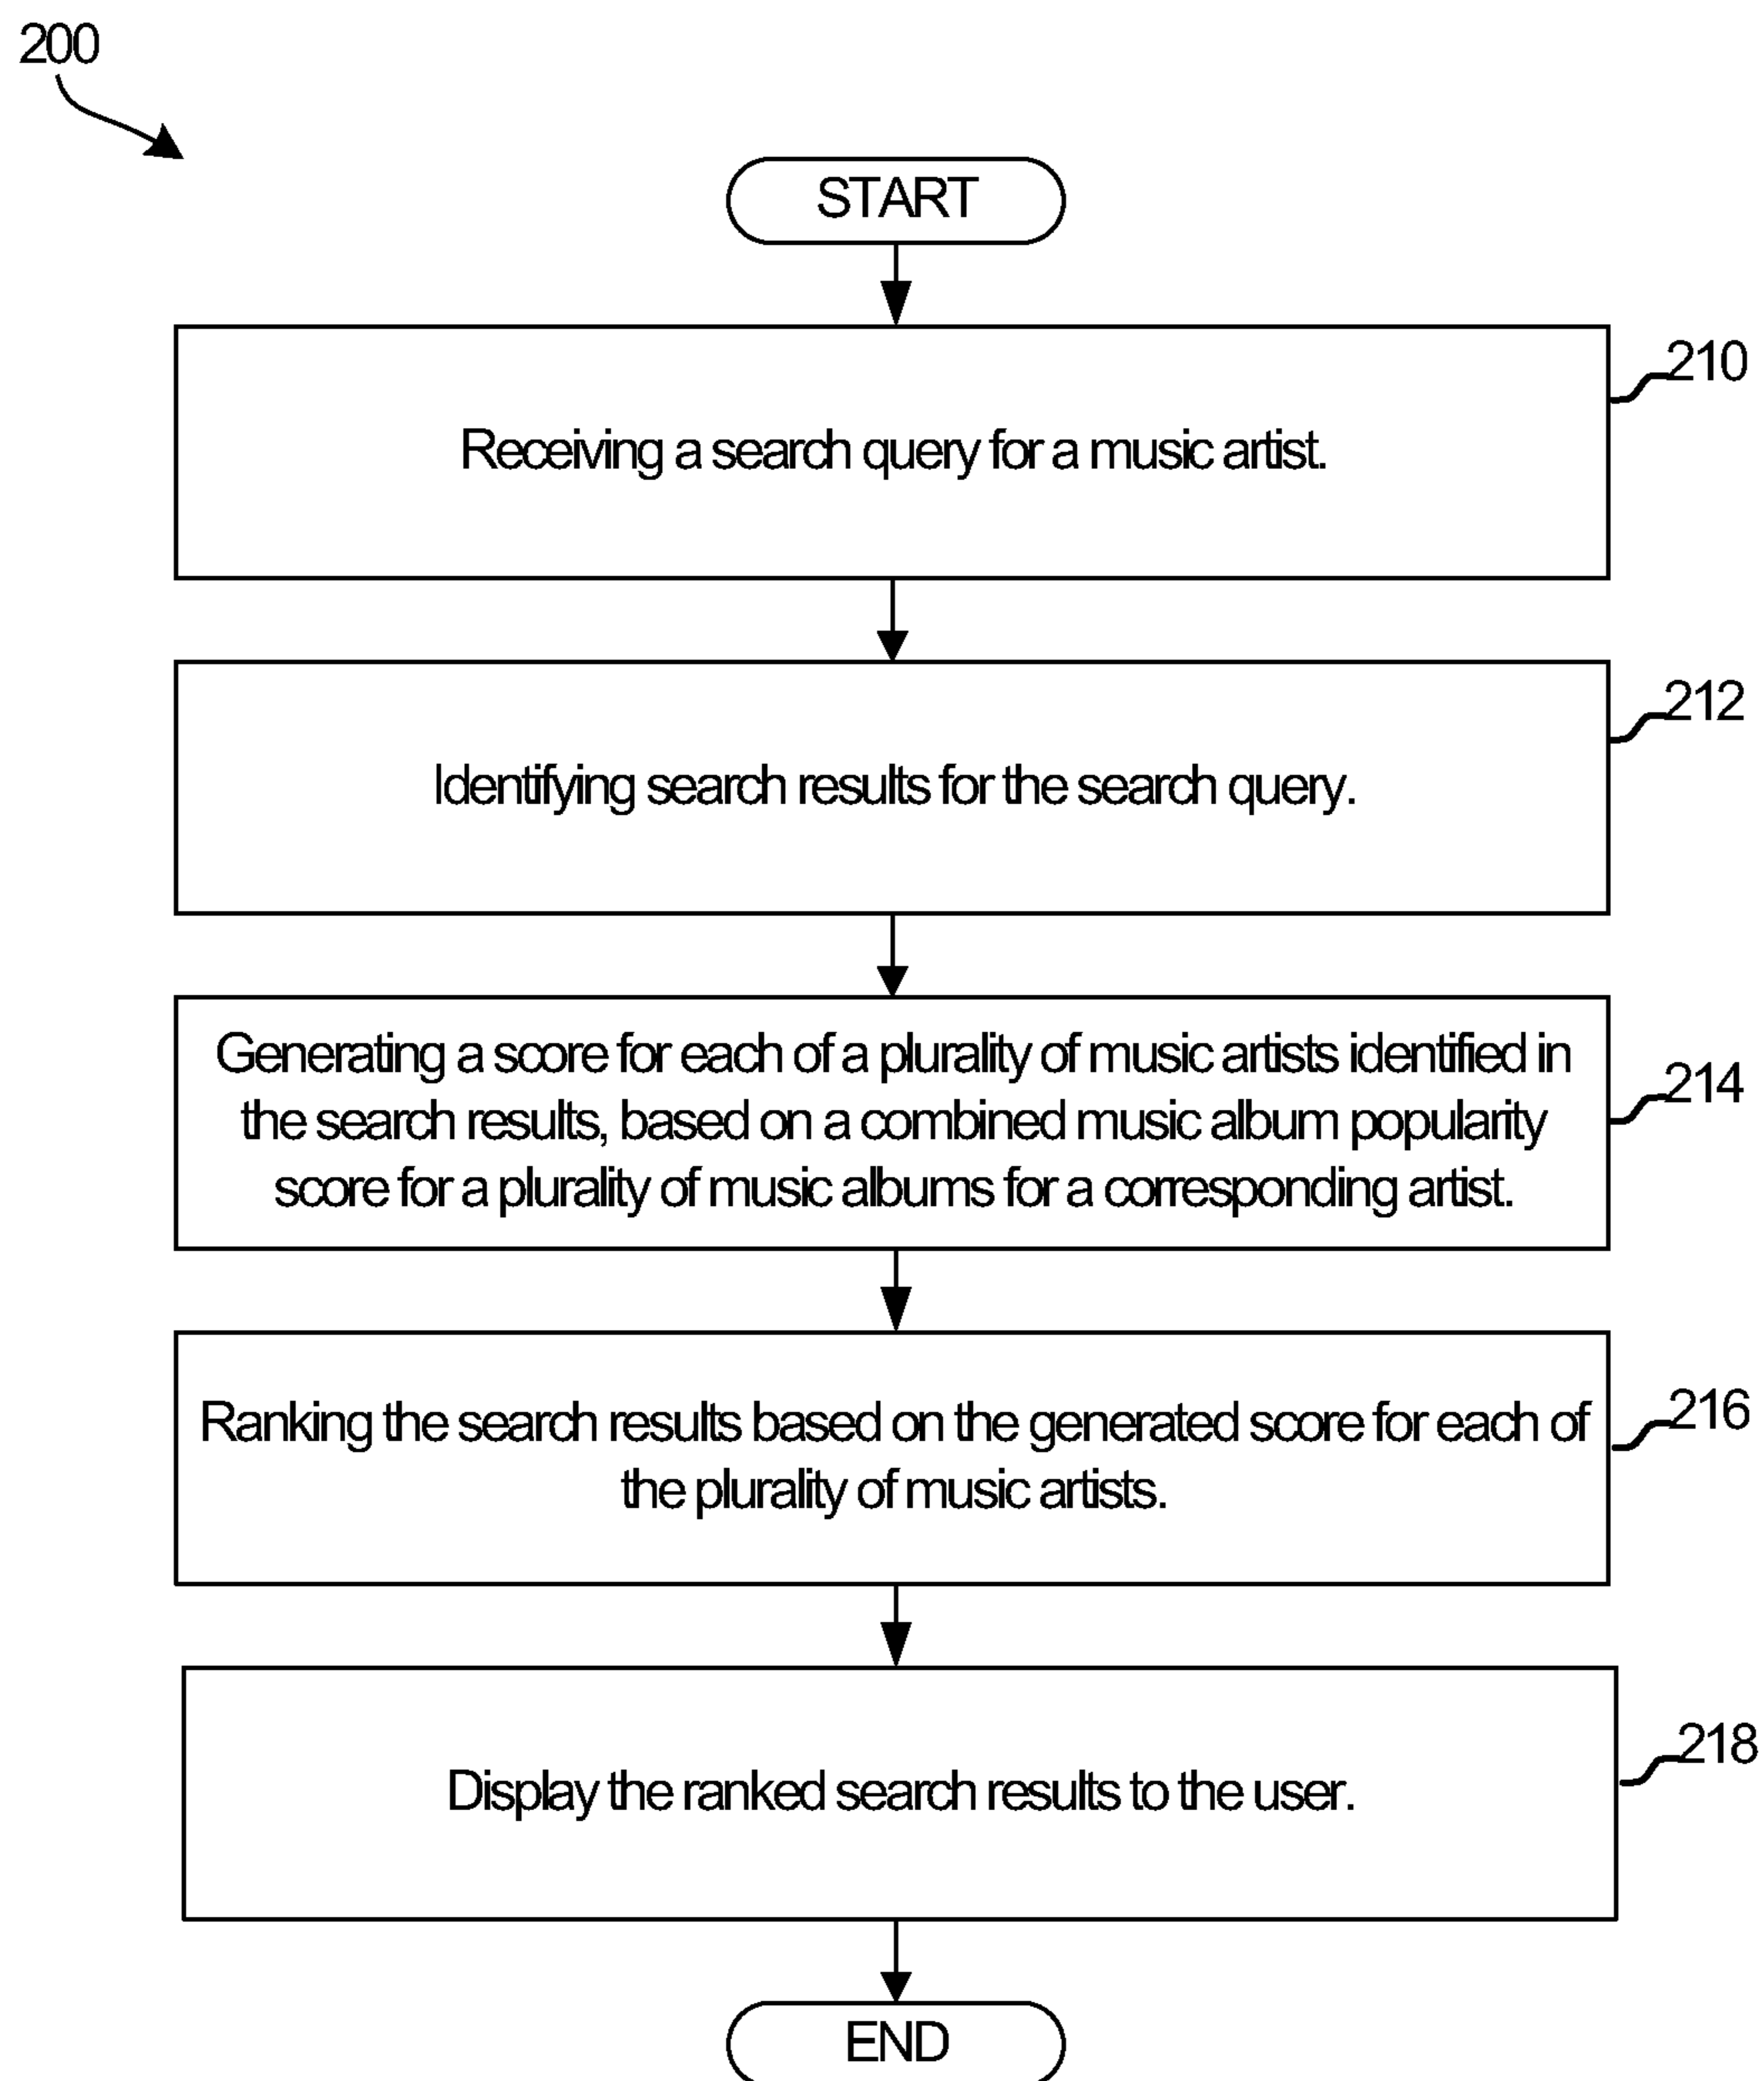 200
START
210
Receiving a search query for a music artist.
212
Identifying search results for the search query.
Generating a score for each of a plurality of music artists identified in
214
the search results, based on a combined music album popularity
score for a plurality of music albums for a corresponding artist.
216
Ranking the search results based on the generated score for each of
the plurality of music artists.
218
Display the ranked search results to the user.
END